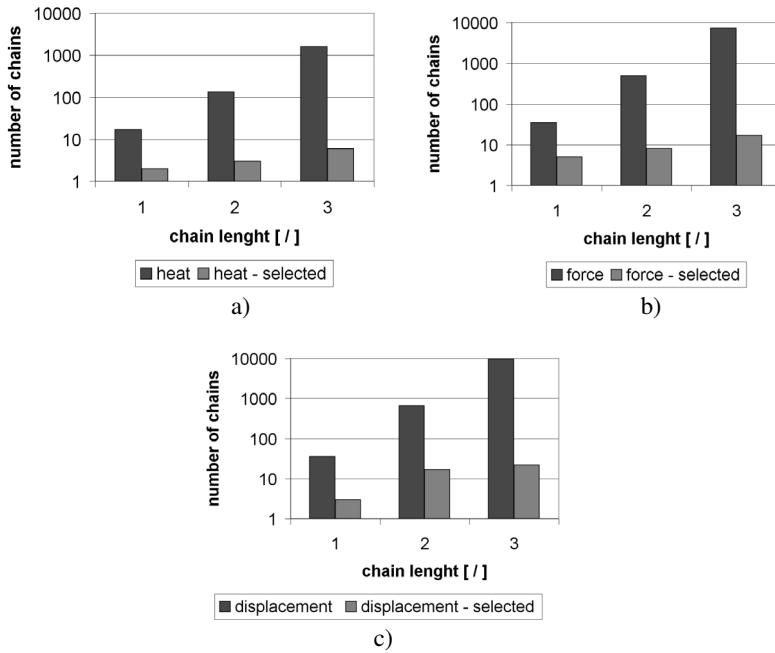 number of chains
10000
1000
100
10
1
1 2 3
chain lenght [ / ]
heat heat - selected
a)
number of chains
10000
1000
100
10
1
1 2 3
chain lenght [ / ]
force force - selected
b)
number of chains
10000
1000
100
10
1
1 2 3
chain lenght [ / ]
displacement displacement - selected
c)